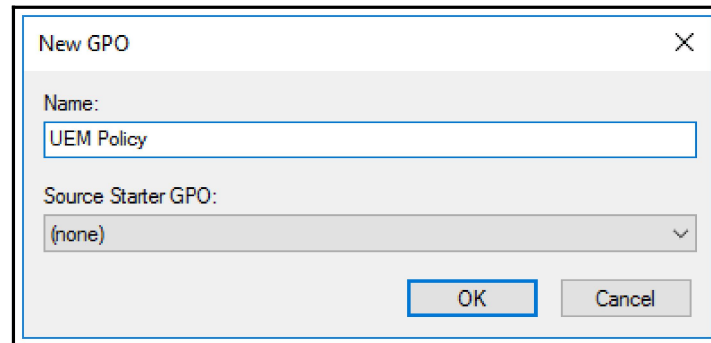 New GPO
Name:
UEM Policy
Source Starter GPO:
(none)
OK Cancel